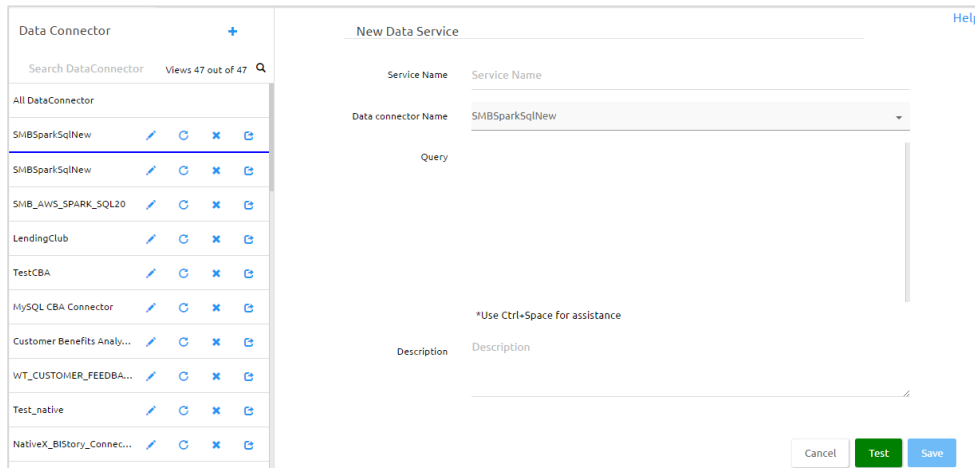 Data Connector
Search DataConnector Views 47 out of 47
All DataConnector
SMBSparkSqlNew
SMBSparkSqlNew
SMB_AWS_SPARK_SQL20
LendingClub
TestCBA
MySQL CBA Connector
Customer Benefits Analy...
WT_CUSTOMER_FEEDBA...
Test_native
NativeX_BIStory_Connec...
Help
New Data Service
Service Name Service Name
Data connector Name SMBSparkSqlNew
Query
*Use Ctrl+Space for assistance
Description Description
Cancel Test Save